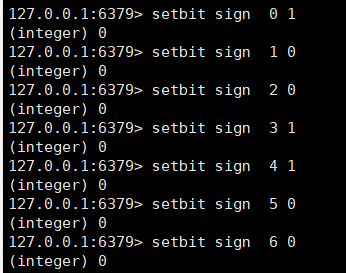 127.0.0.1:6379> setbit sign  0 1
(integer) 0
127.0.0.1:6379> setbit sign  1 0
(integer) 0
127.0.0.1:6379> setbit sign  2 0
(integer) 0
127.0.0.1:6379> setbit sign  3 1
(integer) 0
127.0.0.1:6379> setbit sign  4 1
(integer) 0
127.0.0.1:6379> setbit sign  5 0
(integer) 0
127.0.0.1:6379> setbit sign  6 0
(integer) 0